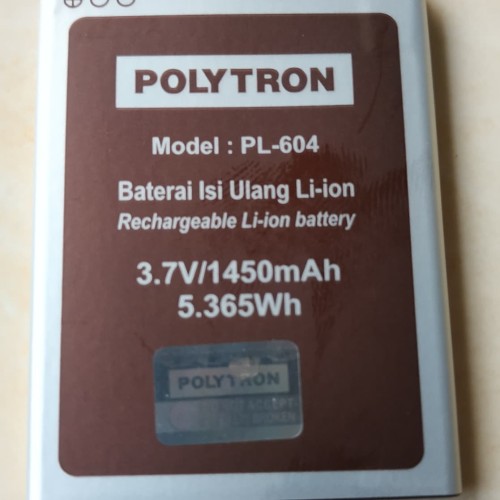 POLYTRON
Model : PL-604
Baterai Isi Ulang Li-ion
Rechargeable Li-ion battery
3.7V/1450mAh
5.365Wh
POLYTRON